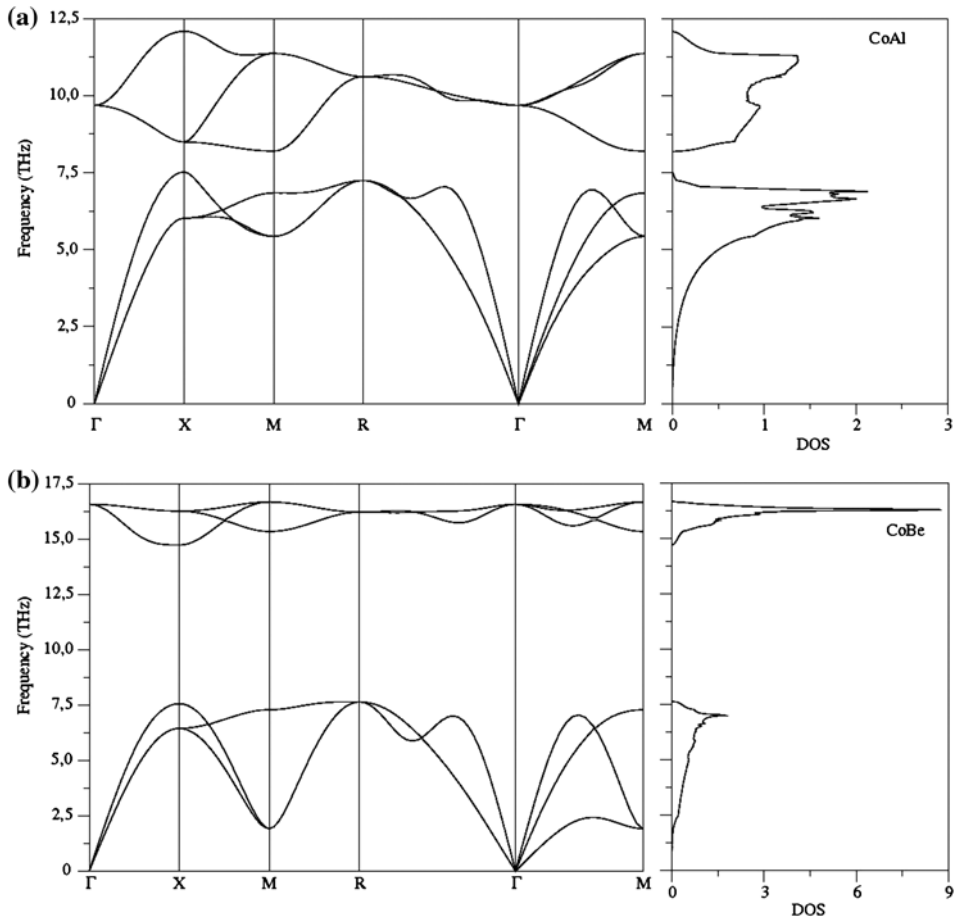 (a)
12,5
10,0
7,5
5,0
2,5
0
Frequency (THz)
Γ X M R Γ M
CoAl
0 1 2 3
DOS
(b)
17,5
15,0
12,5
10,0
7,5
5,0
2,5
0
Frequency (THz)
Γ X M R Γ M
CoBe
0 3 6 9
DOS